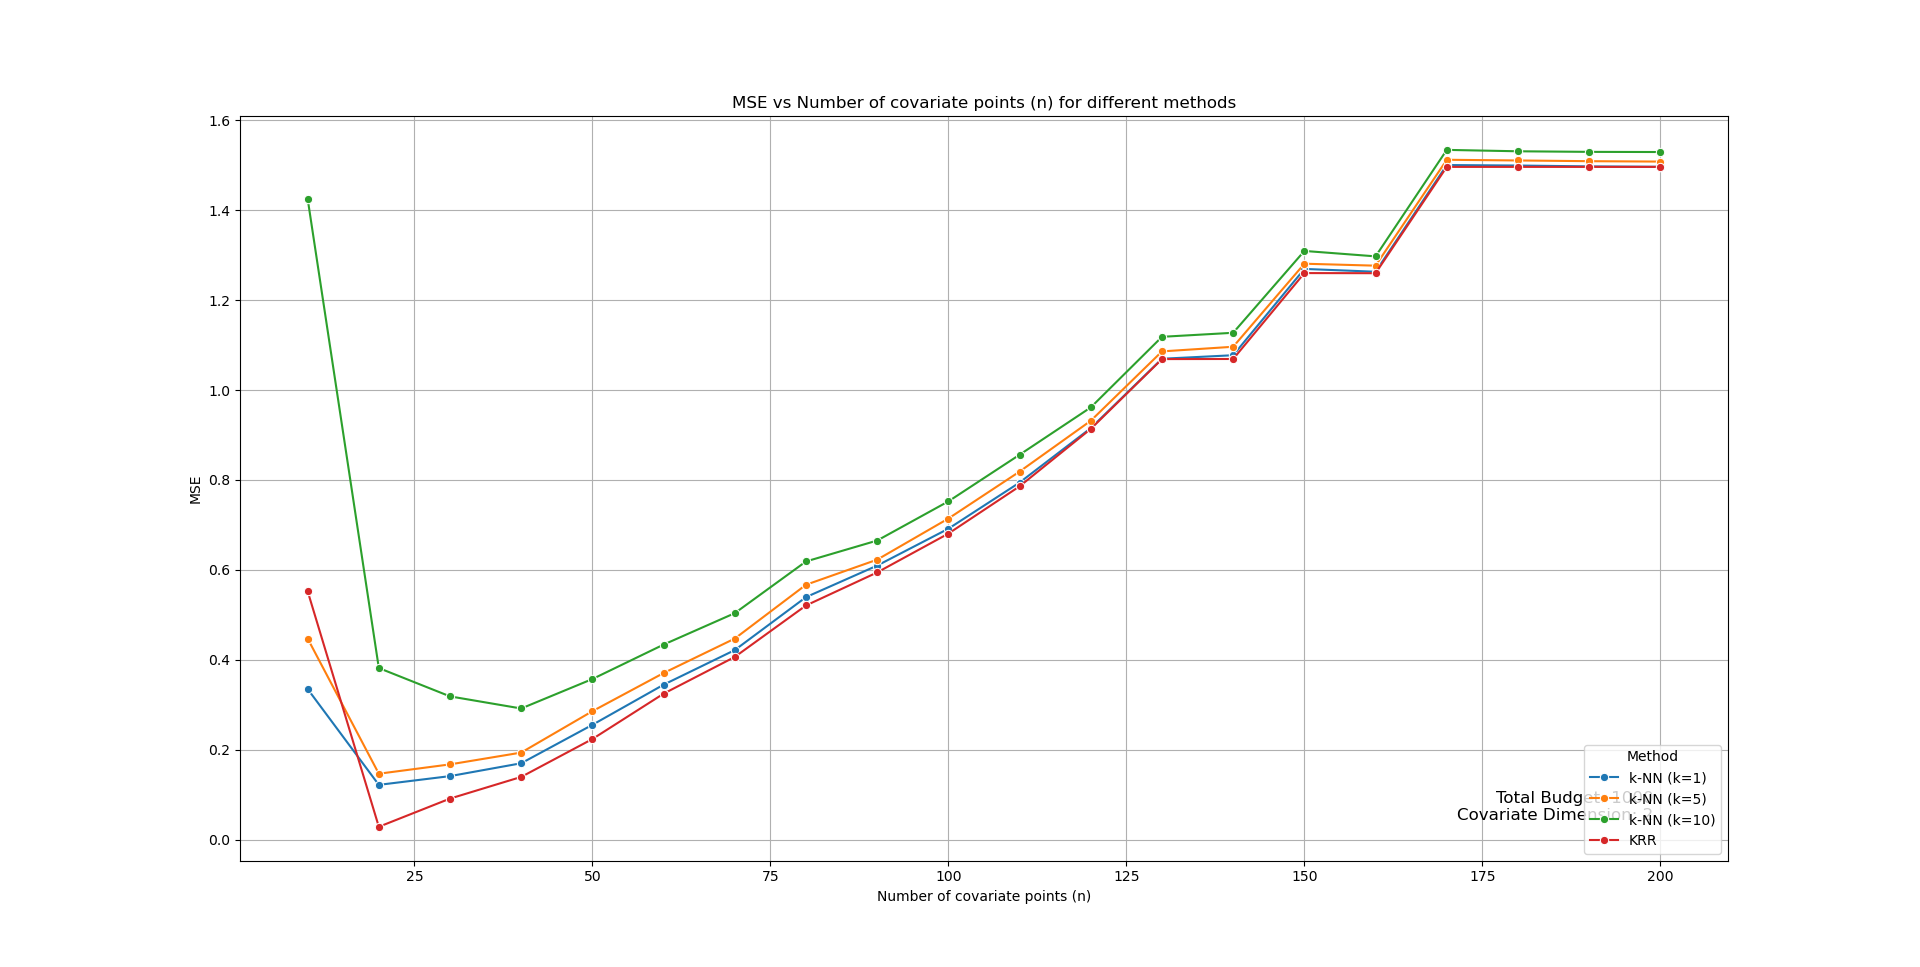 MSE vs Number of covariate points (n) for different methods
1.6
1.4
1.2
1.0
0.8
0.6
0.4
0.2
0.0
MSE
25 50 75 100 125 150 175 200
Number of covariate points (n)
Total Budget: 1000
Covariate Dimension: 2
Method
k-NN (k=1)
k-NN (k=5)
k-NN (k=10)
KRR